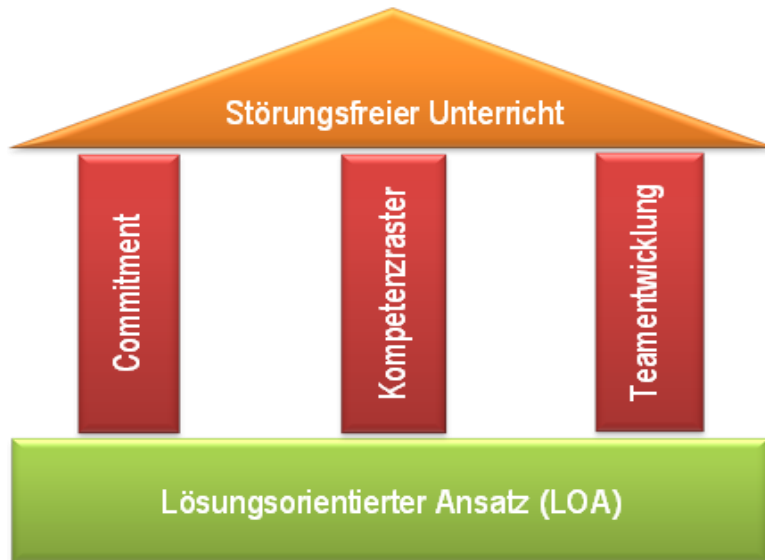 Störungsfreier Unterricht
Commitment
Kompetenzraster
Teamentwicklung
Lösungsorientierter Ansatz (LOA)